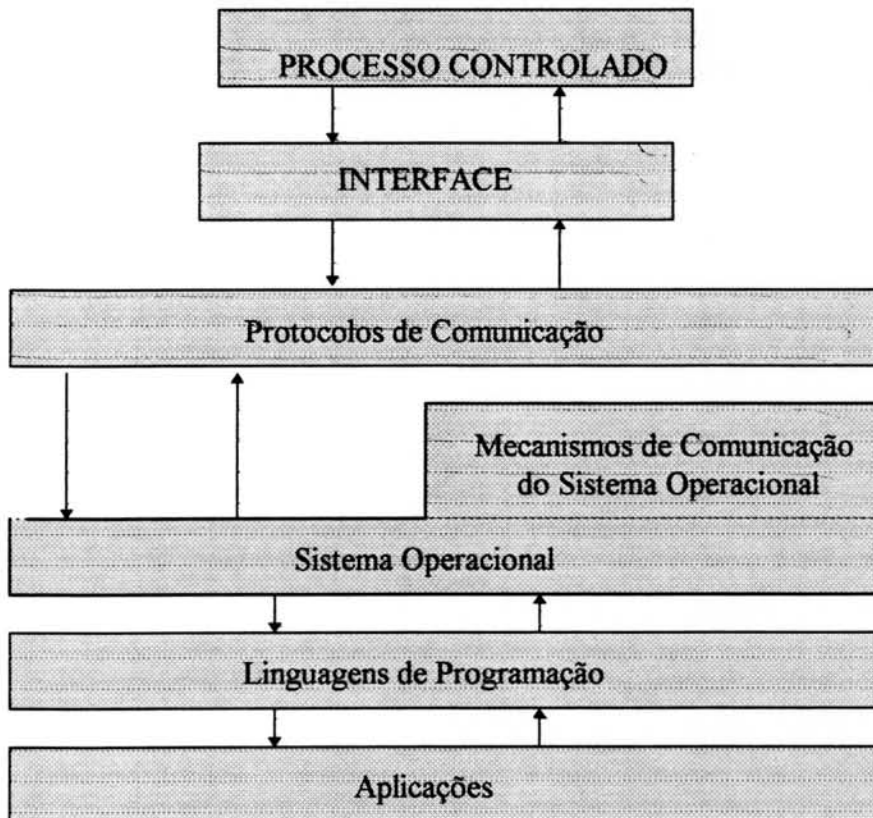 PROCESSO CONTROLADO
INTERFACE
Protocolos de Comunicação
Mecanismos de Comunicação
do Sistema Operacional
Sistema Operacional
Linguagens de Programação
Aplicações